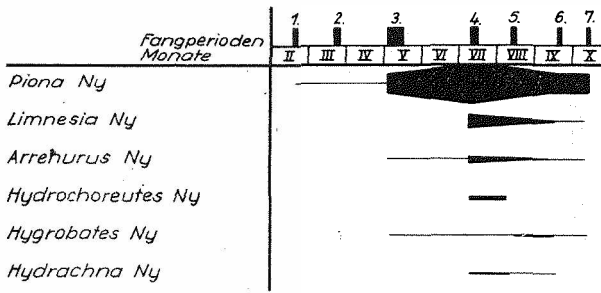 1. 2. 3. 4. 5. 6. 7.
Fangperioden
Monate II III IV V VI VII VIII IX X
Piona Ny
Limnesia Ny
Arrehurus Ny
Hydrochoreutes Ny
Hygrobates Ny
Hydrachna Ny